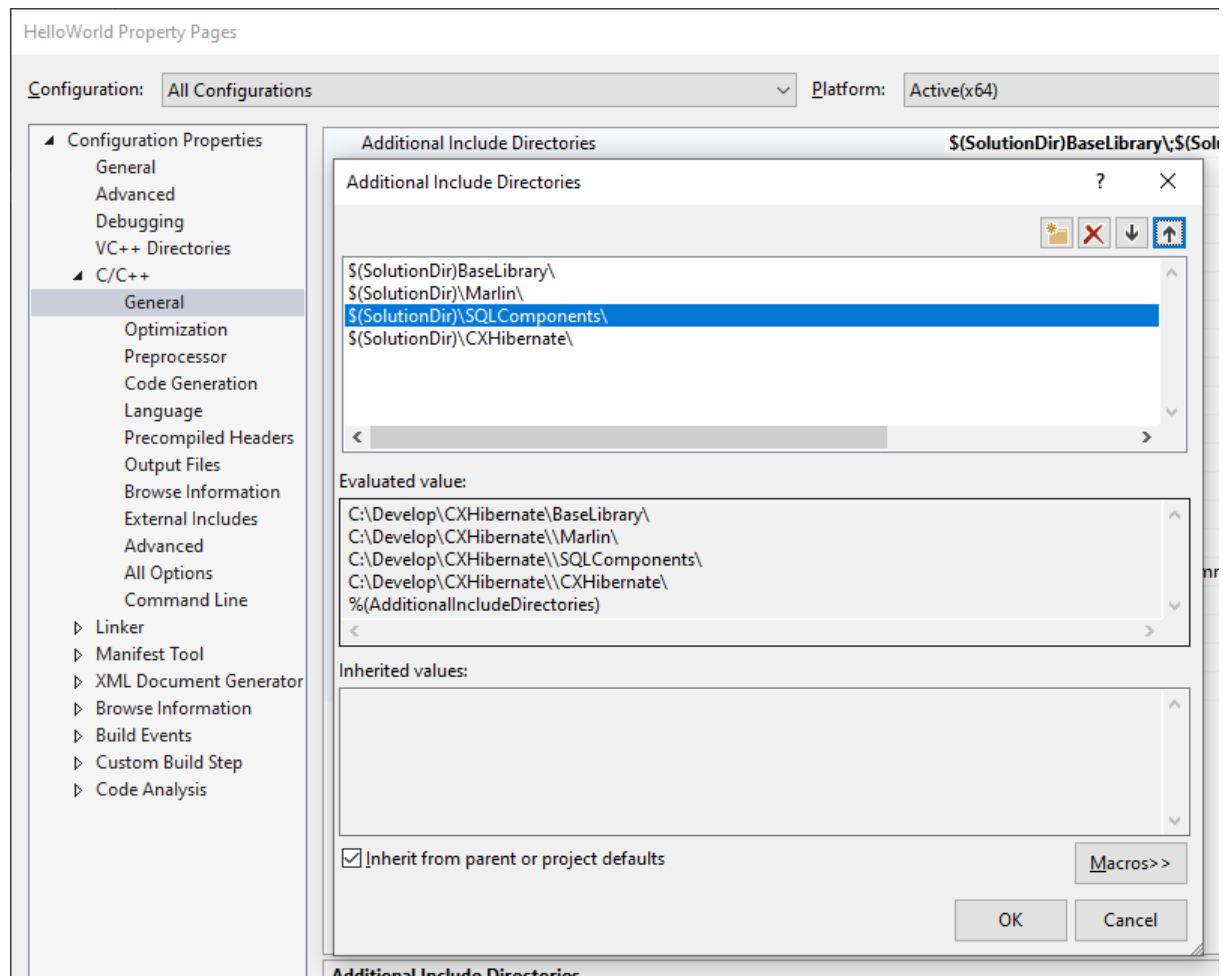 HelloWorld Property Pages
Configuration: All Configurations Platform: Active(x64)
Configuration Properties
General
Advanced
Debugging
VC++ Directories
C/C++
General
Optimization
Preprocessor
Code Generation
Language
Precompiled Headers
Output Files
Browse Information
External Includes
Advanced
All Options
Command Line
Linker
Manifest Tool
XML Document Generator
Browse Information
Build Events
Custom Build Step
Code Analysis
Additional Include Directories $(SolutionDir)BaseLibrary\;$(Solu
Additional Include Directories ? ×
$(SolutionDir)BaseLibrary\
$(SolutionDir)\Marlin\
$(SolutionDir)\SQLComponents\
$(SolutionDir)\CXHibernate\
Evaluated value:
C:\Develop\CXHibernate\BaseLibrary\
C:\Develop\CXHibernate\\Marlin\
C:\Develop\CXHibernate\\SQLComponents\
C:\Develop\CXHibernate\\CXHibernate\
%(AdditionalIncludeDirectories)
Inherited values:
Inherit from parent or project defaults
Macros>>
OK Cancel
Additional Include Directories